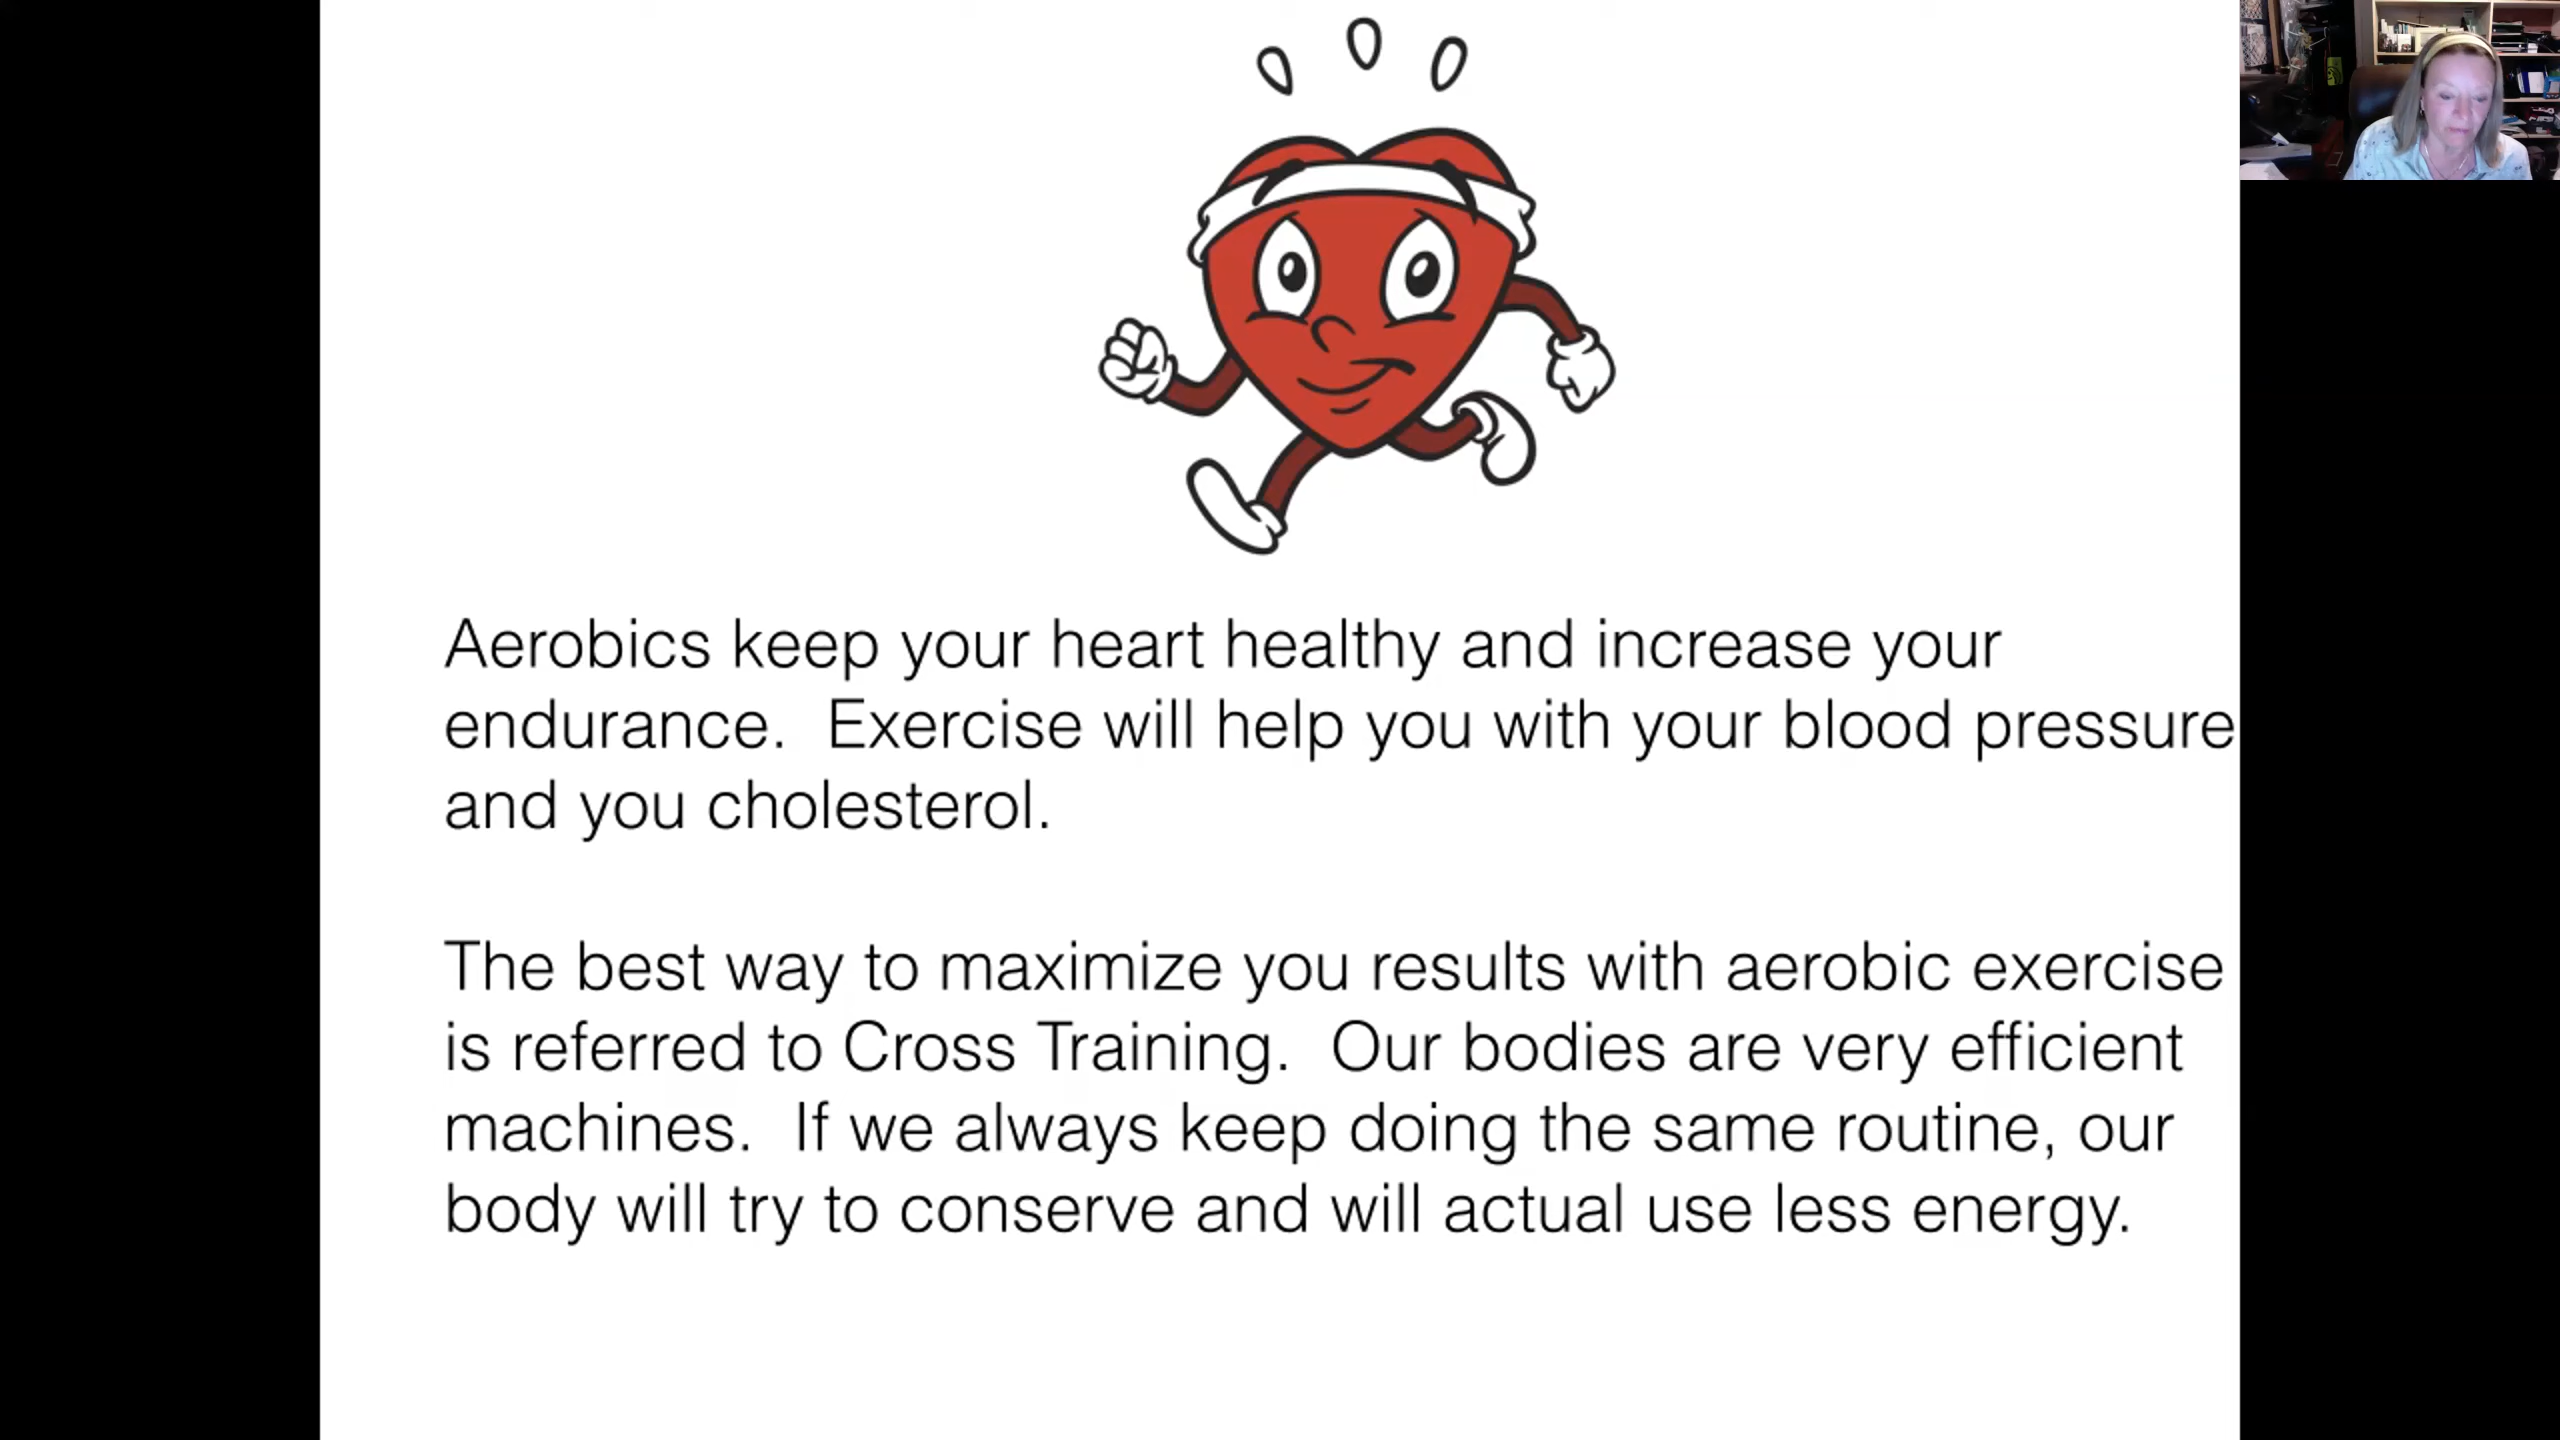 Aerobics keep your heart healthy and increase your
endurance.  Exercise will help you with your blood pressure
and you cholesterol.
The best way to maximize you results with aerobic exercise
is referred to Cross Training.  Our bodies are very efficient
machines.  If we always keep doing the same routine, our
body will try to conserve and will actual use less energy.